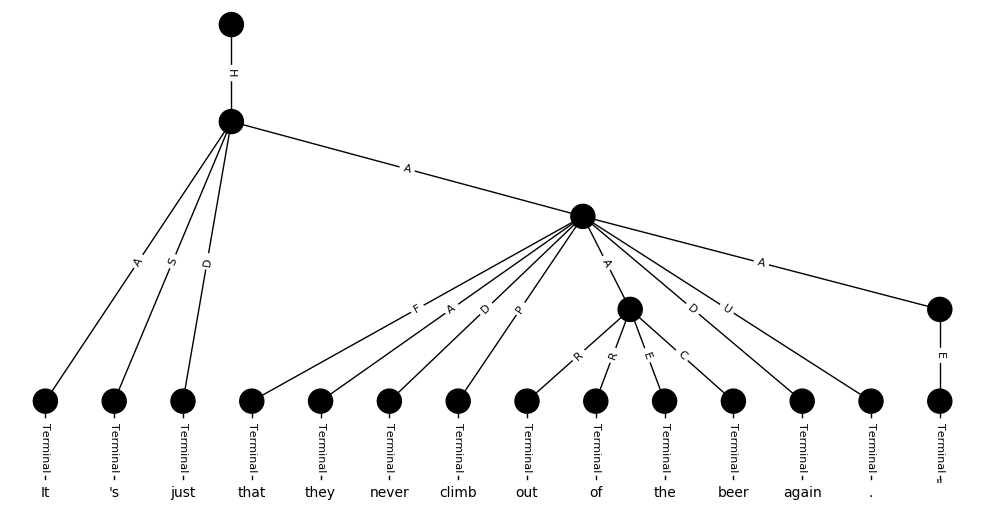 H
A
A S D
A
F A D P A D U
R R E C E
Terminal Terminal Terminal Terminal Terminal Terminal Terminal Terminal Terminal Terminal Terminal Terminal Terminal Terminal
It 's just that they never climb out of the beer again . "